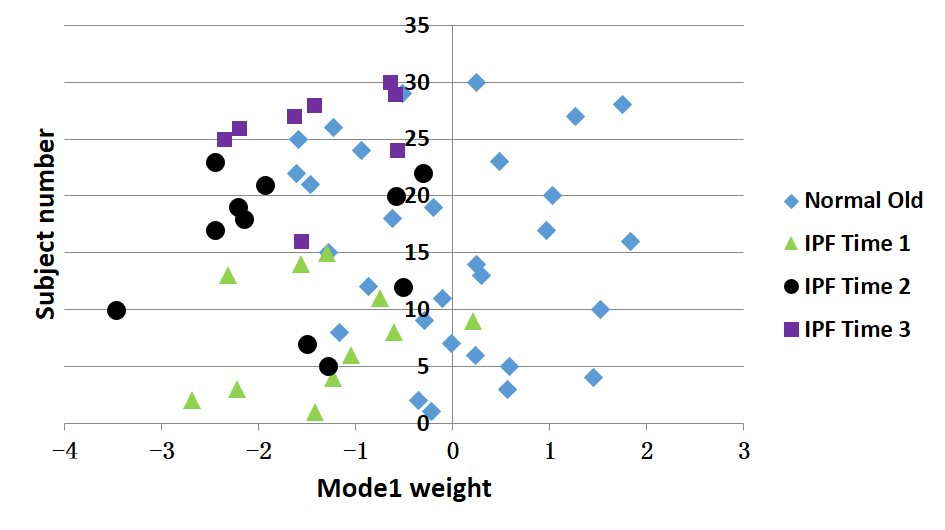 35
30
25
20
15
10
5
0
Subject number
−4 −3 −2 −1 0 1 2 3
Mode1 weight
Normal Old
IPF Time 1
IPF Time 2
IPF Time 3